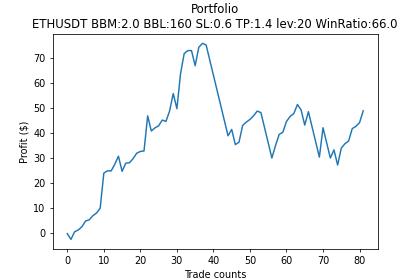 Portfolio
ETHUSDT BBM:2.0 BBL:160 SL:0.6 TP:1.4 lev:20 WinRatio:66.0
Profit ($)
70
60
50
40
30
20
10
0
0 10 20 30 40 50 60 70 80
Trade counts